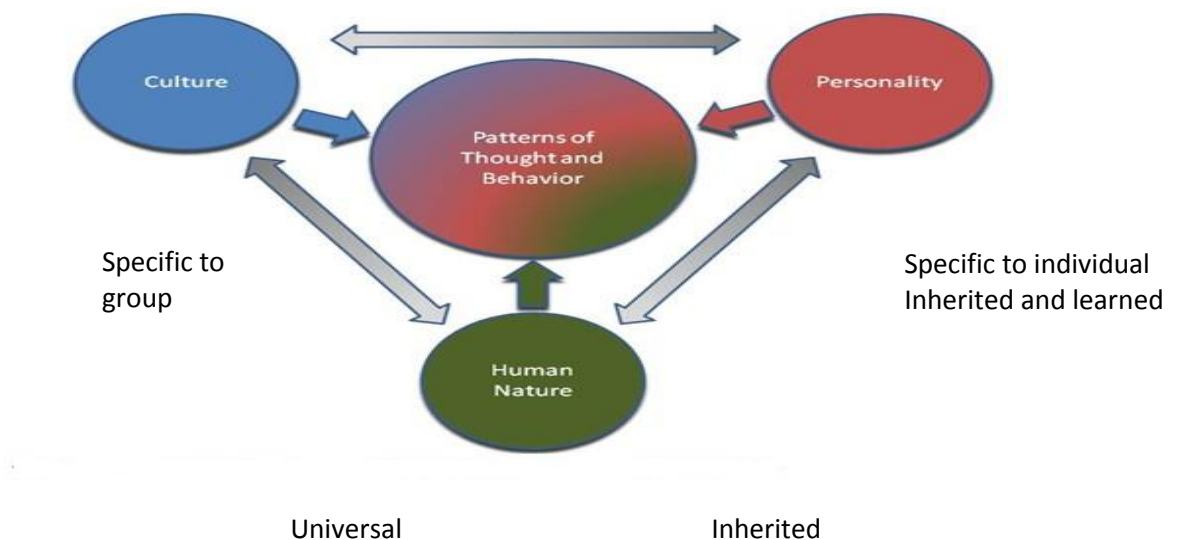 Culture
Personality
Patterns of
Thought and
Behavior
Specific to
group
Specific to individual
Inherited and learned
Human
Nature
Universal
Inherited